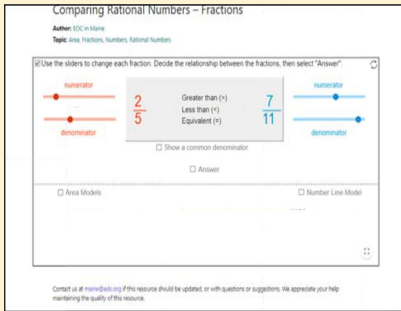 Comparing Rational Numbers – Fractions
Author: EDC in Maine
Topic: Area, Fractions, Numbers, Rational Numbers
Use the sliders to change each fraction. Decide the relationship between the fractions, then select "Answer".
numerator
numerator
2
5
Greater than (>)
Less than (<)
Equivalent (=)
7
11
denominator
denominator
Show a common denominator
Answer
Area Models
Number Line Model
Contact us at maine@edc.org if this resource should be updated, or with questions or suggestions. We appreciate your help
maintaining the quality of this resource.